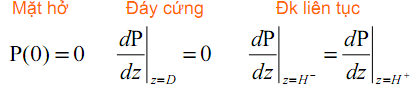 Mặt hở Đáy cứng Đk liên tục
P(0) = 0 dP/dz|z=D = 0 dP/dz|z=H⁻ = dP/dz|z=H⁺